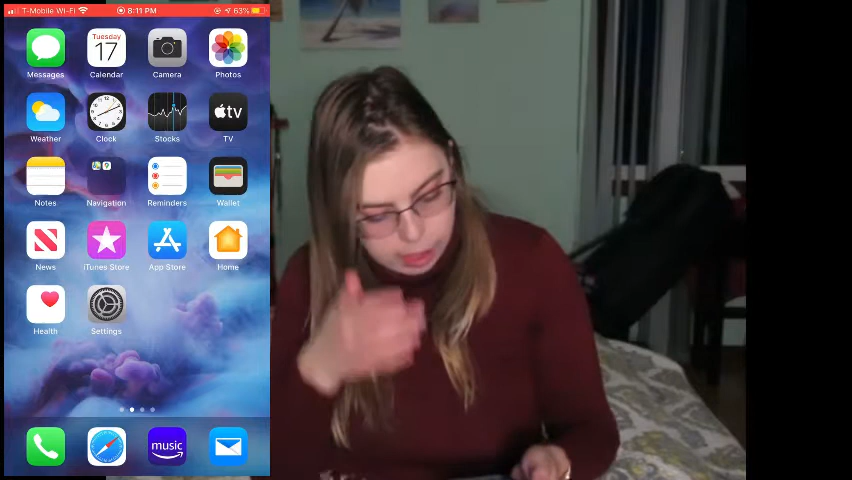 T-Mobile Wi-Fi 8:11 PM 63%
Tuesday
17
tv
Messages Calendar Camera Photos
Weather Clock Stocks TV
Notes Navigation Reminders Wallet
News iTunes Store App Store Home
Health Settings
music